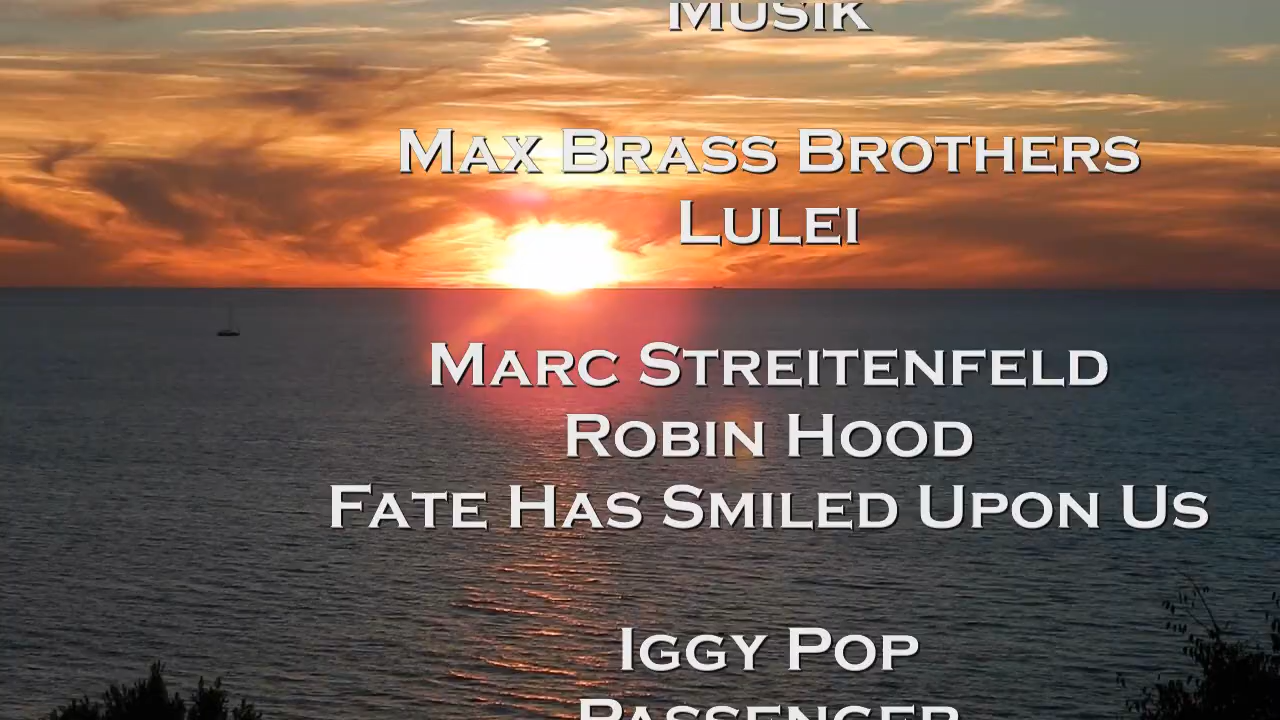 Musik
Max Brass Brothers
Lulei
Marc Streitenfeld
Robin Hood
Fate Has Smiled Upon Us
Iggy Pop
Passenger